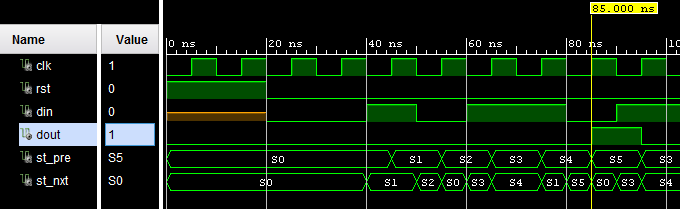 85.000 ns
Name Value
0 ns 20 ns 40 ns 60 ns 80 ns 10
clk 1
rst 0
din 0
dout 1
st_pre S5 S0 S1 S2 S3 S4 S5 S3
st_nxt S0 S0 S1 S2 S0 S3 S4 S1 S5 S0 S3 S4